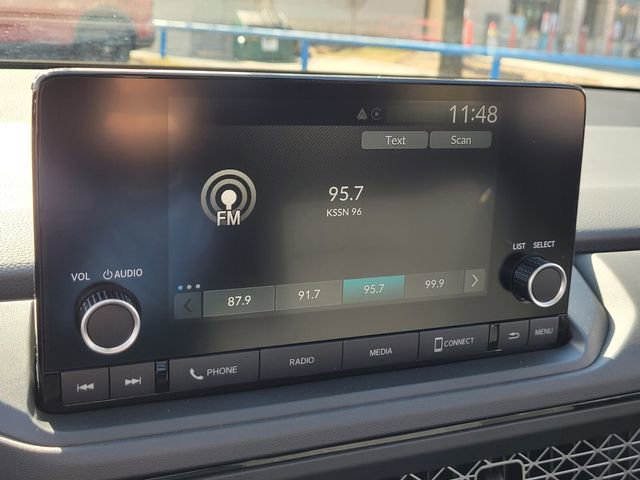 11:48
Text Scan
95.7
FM
KSSN 96
LIST SELECT
VOL AUDIO
87.9 91.7 95.7 99.9
PHONE RADIO MEDIA CONNECT MENU